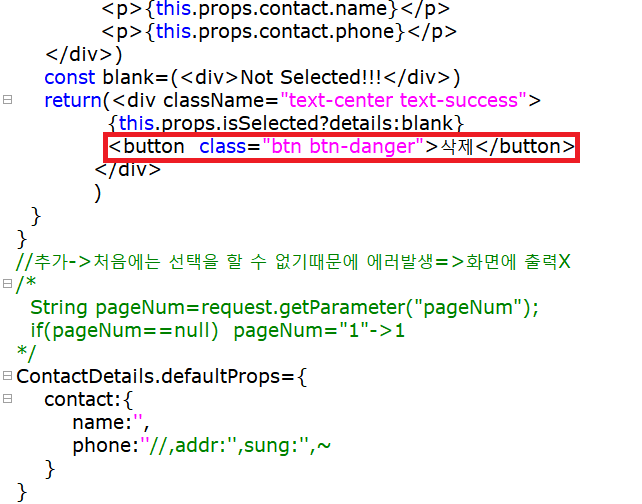 <p>{this.props.contact.name}</p>
<p>{this.props.contact.phone}</p>
</div>)
const blank=(<div>Not Selected!!!</div>)
return(<div className="text-center text-success">
{this.props.isSelected?details:blank}
<button  class="btn btn-danger">삭제</button>
</div>
)
}
}
//추가->처음에는 선택을 할 수 없기때문에 에러발생=>화면에 출력X
/*
String pageNum=request.getParameter("pageNum");
if(pageNum==null)  pageNum="1"->1
*/
ContactDetails.defaultProps={
contact:{
name:'',
phone:''//,addr:'',sung:'',~
}
}